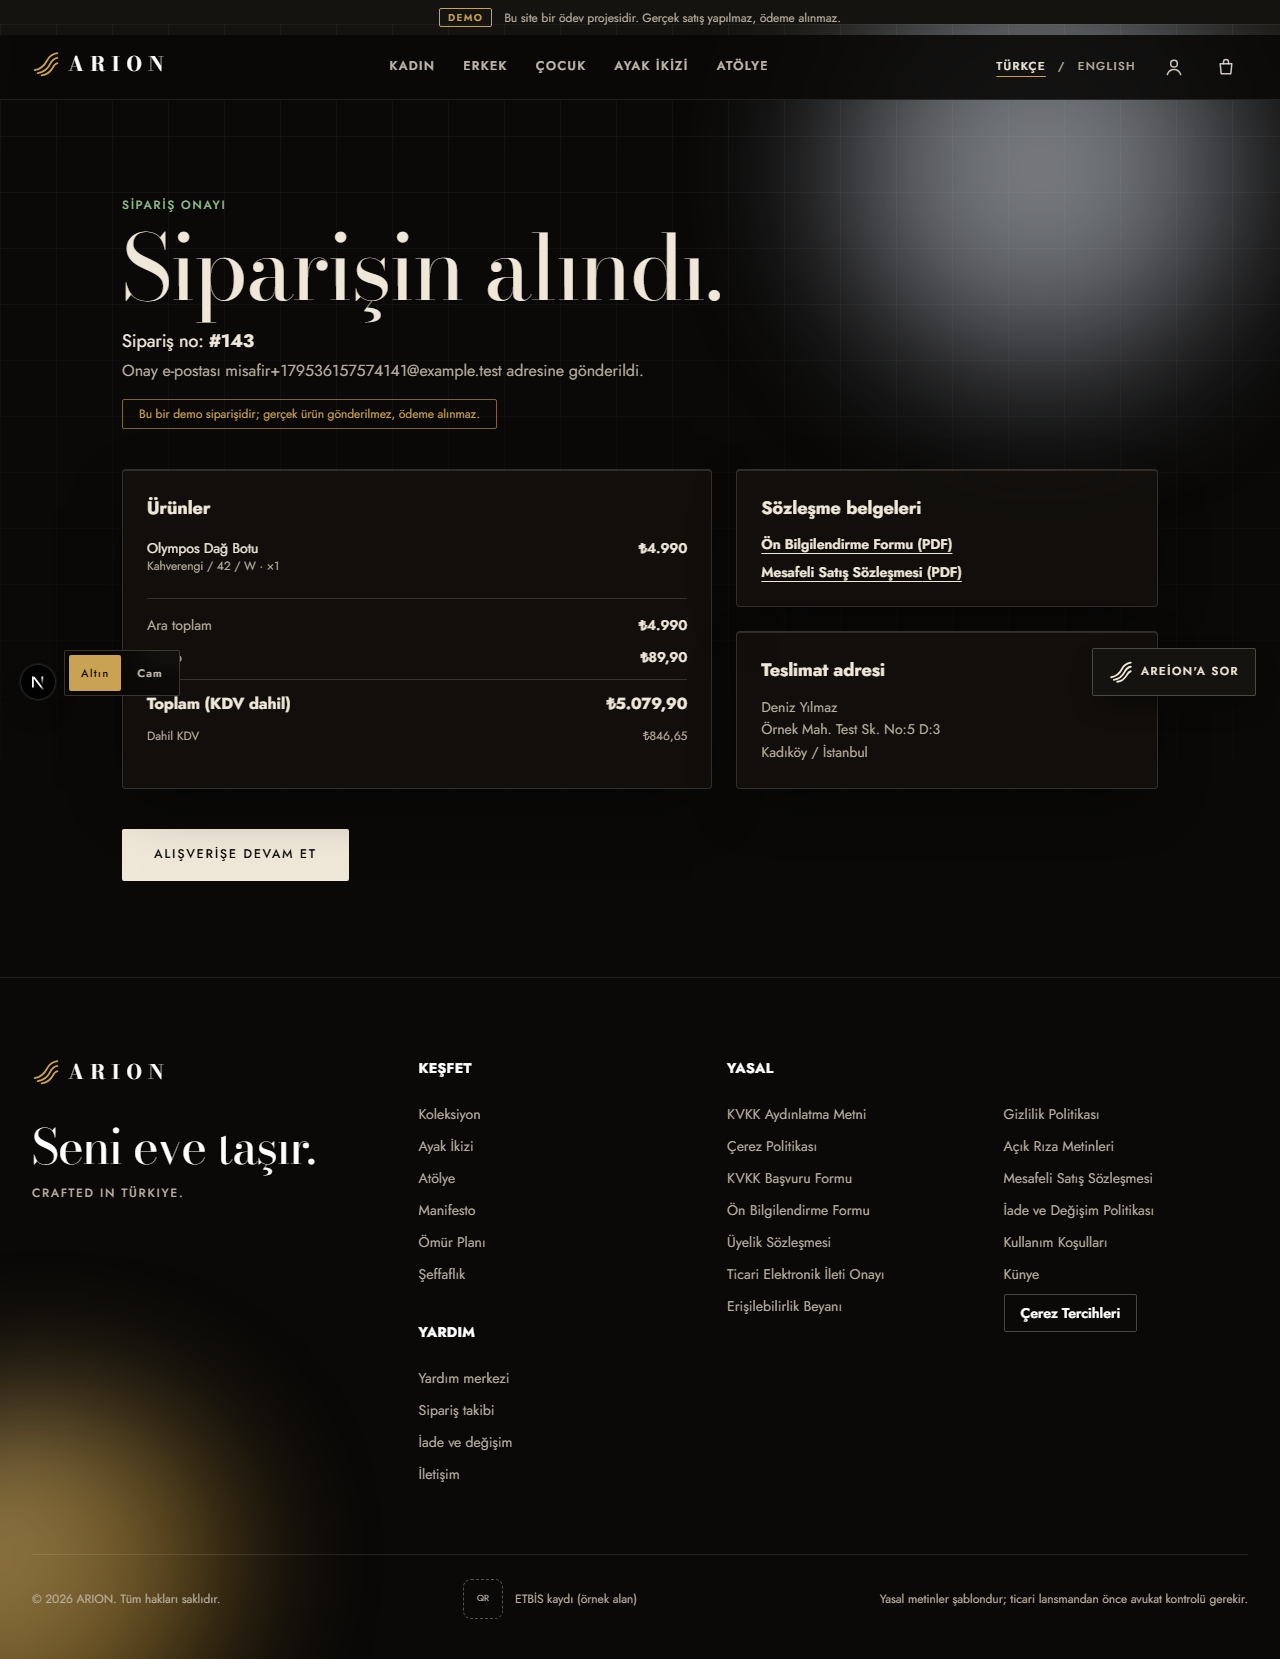 DEMO Bu site bir ödev projesidir. Gerçek satış yapılmaz, ödeme alınmaz.
ARION
KADIN ERKEK ÇOCUK AYAK İKİZİ ATÖLYE
TÜRKÇE / ENGLISH
SİPARİŞ ONAYI
Siparişin alındı.
Sipariş no: #143
Onay e-postası misafir+179536157574141@example.test adresine gönderildi.
Bu bir demo siparişidir; gerçek ürün gönderilmez, ödeme alınmaz.
Ürünler
Olympos Dağ Botu ₺4.990
Kahverengi / 42 / W · ×1
Ara toplam ₺4.990
₺89,90
Toplam (KDV dahil) ₺5.079,90
Dahil KDV ₺846,65
Sözleşme belgeleri
Ön Bilgilendirme Formu (PDF)
Mesafeli Satış Sözleşmesi (PDF)
Teslimat adresi
Deniz Yılmaz
Örnek Mah. Test Sk. No:5 D:3
Kadıköy / İstanbul
N
Altın Cam
AREİON'A SOR
ALIŞVERİŞE DEVAM ET
ARION
Seni eve taşır.
CRAFTED IN TÜRKIYE.
KEŞFET
Koleksiyon
Ayak İkizi
Atölye
Manifesto
Ömür Planı
Şeffaflık
YARDIM
Yardım merkezi
Sipariş takibi
İade ve değişim
İletişim
YASAL
KVKK Aydınlatma Metni
Çerez Politikası
KVKK Başvuru Formu
Ön Bilgilendirme Formu
Üyelik Sözleşmesi
Ticari Elektronik İleti Onayı
Erişilebilirlik Beyanı
Gizlilik Politikası
Açık Rıza Metinleri
Mesafeli Satış Sözleşmesi
İade ve Değişim Politikası
Kullanım Koşulları
Künye
Çerez Tercihleri
© 2026 ARION. Tüm hakları saklıdır.
QR ETBİS kaydı (örnek alan)
Yasal metinler şablondur; ticari lansmandan önce avukat kontrolü gerekir.